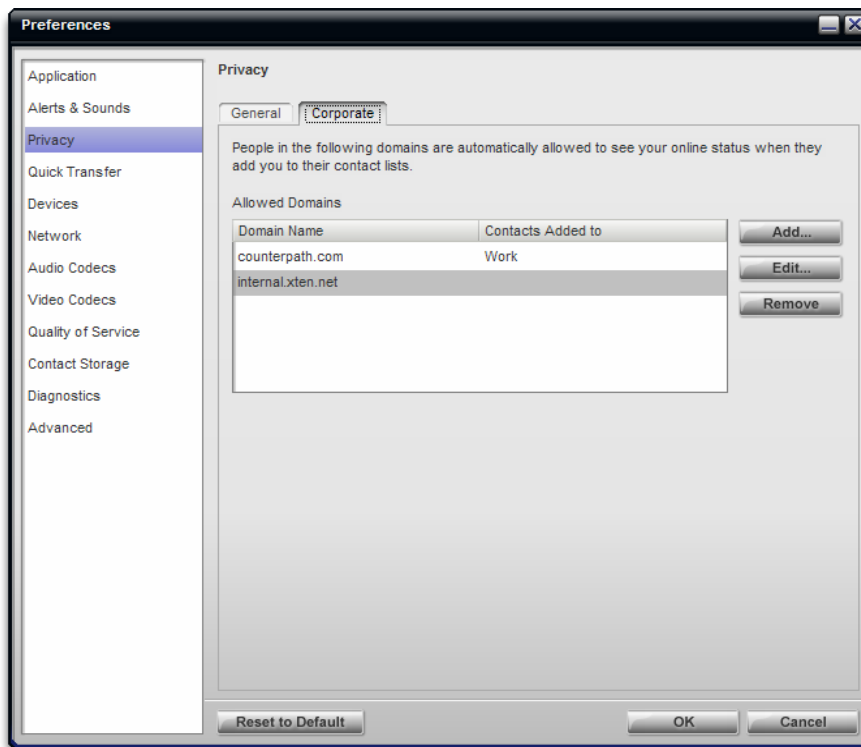 Preferences
Application
Alerts & Sounds
Privacy
Quick Transfer
Devices
Network
Audio Codecs
Video Codecs
Quality of Service
Contact Storage
Diagnostics
Advanced
Privacy
General Corporate
People in the following domains are automatically allowed to see your online status when they
add you to their contact lists.
Allowed Domains
Domain Name Contacts Added to
counterpath.com Work
internal.xten.net
Add...
Edit...
Remove
Reset to Default OK Cancel